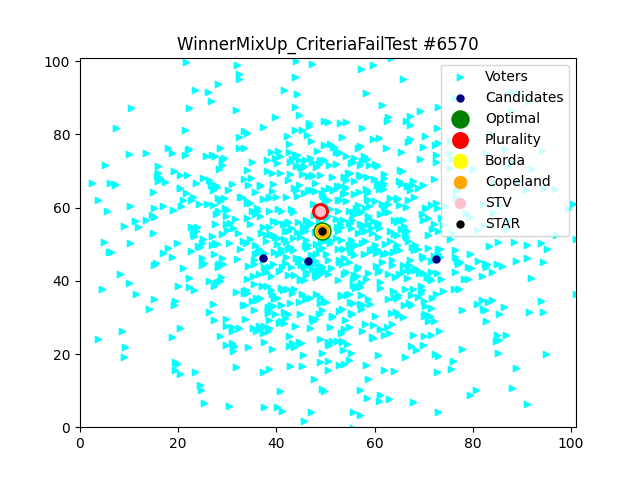 WinnerMixUp_CriteriaFailTest #6570
100
80
60
40
20
0
0 20 40 60 80 100
Voters
Candidates
Optimal
Plurality
Borda
Copeland
STV
STAR